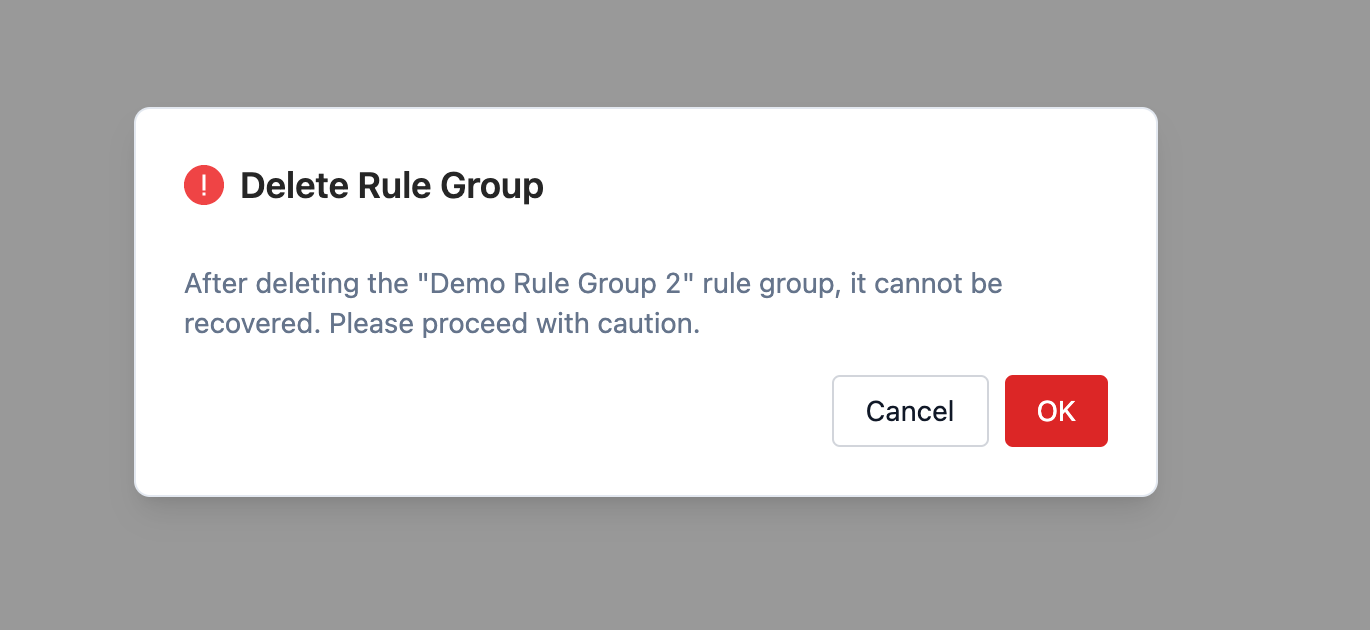 Delete Rule Group
After deleting the "Demo Rule Group 2" rule group, it cannot be
recovered. Please proceed with caution.
Cancel
OK